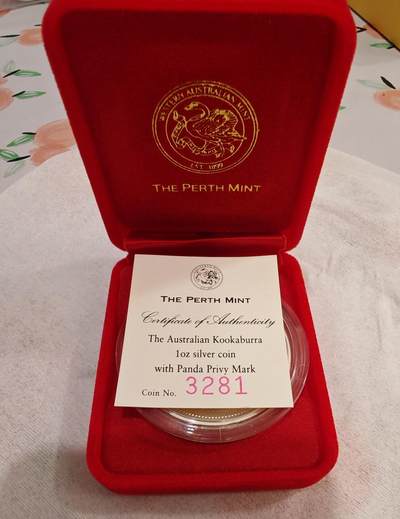 WESTERN AUSTRALIAN MINT
EST. 1899
THE PERTH MINT
THE PERTH MINT
Certificate of Authenticity
The Australian Kookaburra
1oz silver coin
with Panda Privy Mark
Coin No. 3281